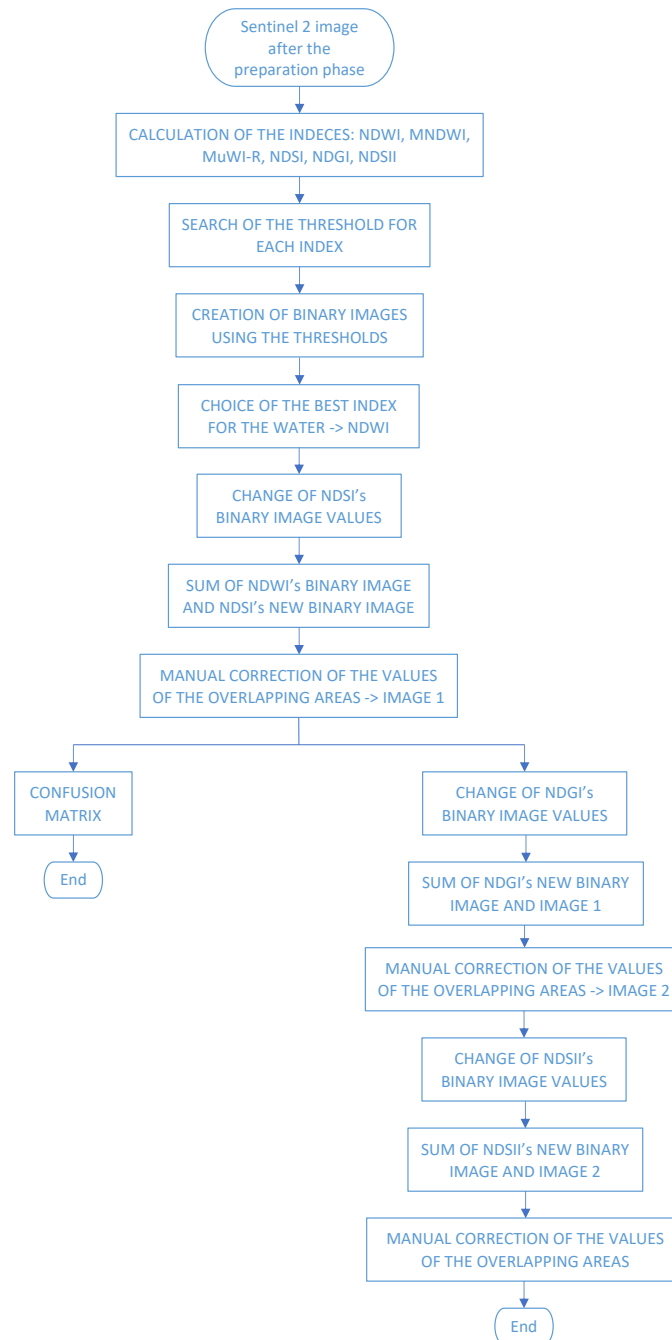 Sentinel 2 image
after the
preparation phase
CALCULATION OF THE INDECES: NDWI, MNDWI,
MuWI-R, NDSI, NDGI, NDSII
SEARCH OF THE THRESHOLD FOR
EACH INDEX
CREATION OF BINARY IMAGES
USING THE THRESHOLDS
CHOICE OF THE BEST INDEX
FOR THE WATER -> NDWI
CHANGE OF NDSI's
BINARY IMAGE VALUES
SUM OF NDWI's BINARY IMAGE
AND NDSI's NEW BINARY IMAGE
MANUAL CORRECTION OF THE VALUES
OF THE OVERLAPPING AREAS -> IMAGE 1
CONFUSION
MATRIX
End
CHANGE OF NDGI's
BINARY IMAGE VALUES
SUM OF NDGI's NEW BINARY
IMAGE AND IMAGE 1
MANUAL CORRECTION OF THE VALUES
OF THE OVERLAPPING AREAS -> IMAGE 2
CHANGE OF NDSII's
BINARY IMAGE VALUES
SUM OF NDSII's NEW BINARY
IMAGE AND IMAGE 2
MANUAL CORRECTION OF THE VALUES
OF THE OVERLAPPING AREAS
End